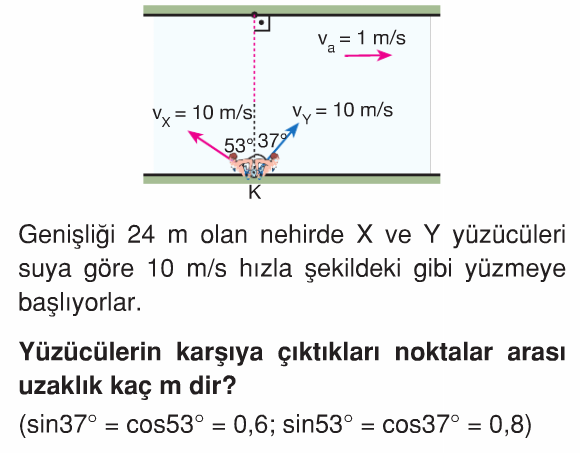 v_a = 1 m/s
v_X = 10 m/s
v_Y = 10 m/s
53° 37°
K
Genişliği 24 m olan nehirde X ve Y yüzücüleri
suya göre 10 m/s hızla şekildeki gibi yüzmeye
başlıyorlar.
Yüzücülerin karşıya çıktıkları noktalar arası
uzaklık kaç m dir?
(sin37° = cos53° = 0,6; sin53° = cos37° = 0,8)